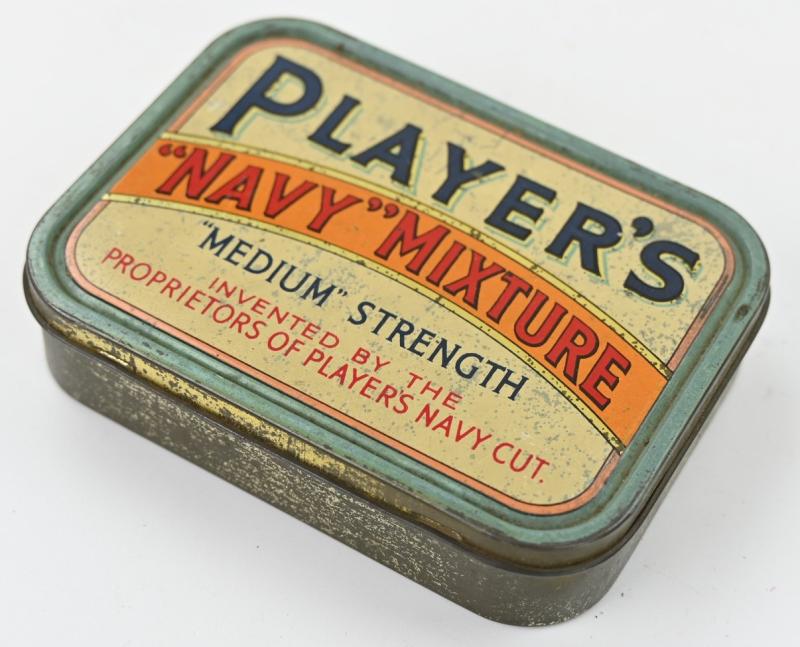 PLAYER'S
"NAVY" MIXTURE
"MEDIUM" STRENGTH
INVENTED BY THE
PROPRIETORS OF PLAYER'S NAVY CUT.